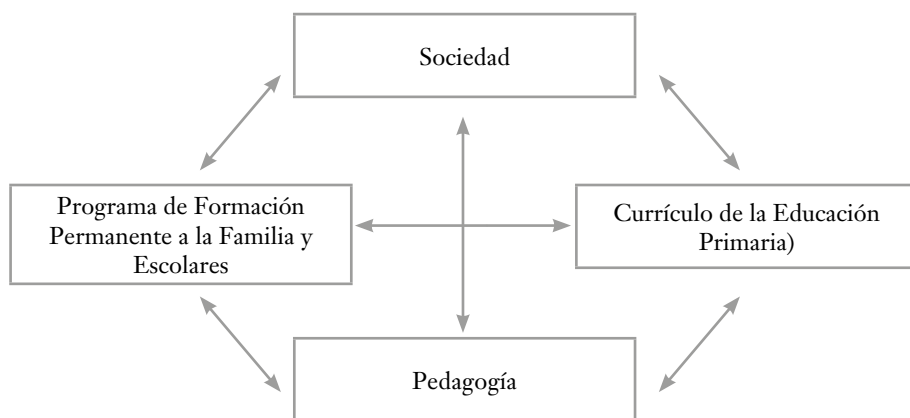 Sociedad
Programa de Formación
Permanente a la Familia y
Escolares
Currículo de la Educación
Primaria)
Pedagogía